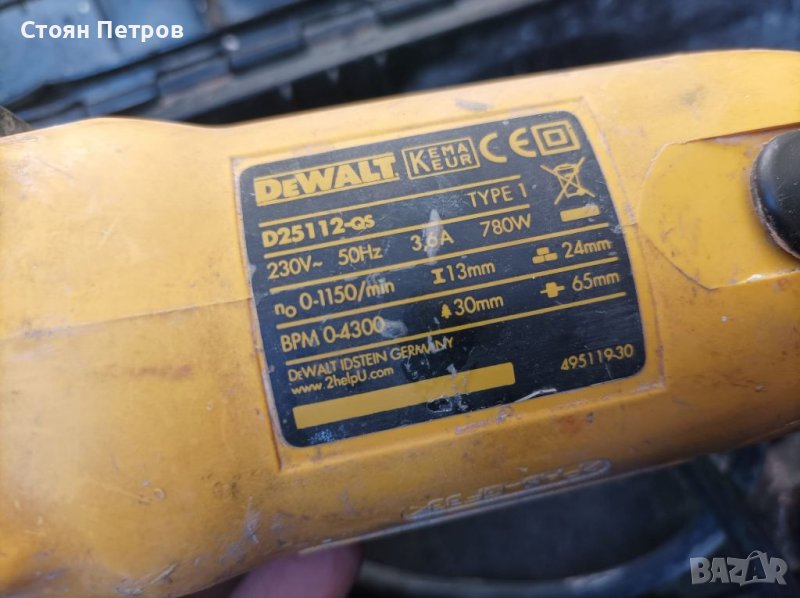 Стоян Петров
DEWALT KEMA KEUR CE
D25112-QS TYPE 1
230V~ 50Hz 3,6A 780W
n₀ 0-1150/min 13mm 24mm
BPM 0-4300 30mm 65mm
DEWALT IDSTEIN GERMANY
www.2helpU.com 495119-30
BAZAR